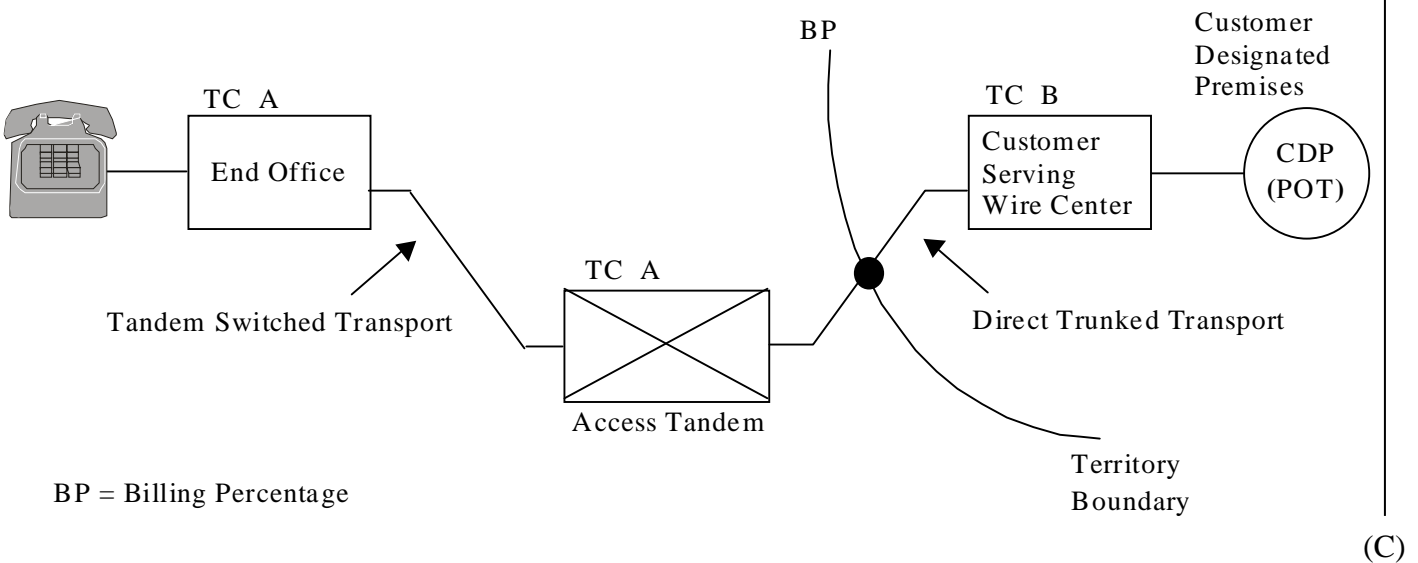 BP
Customer
Designated
Premises
TC A
TC B
End Office
Customer
Serving
Wire Center
CDP
(POT)
TC A
Tandem Switched Transport
Direct Trunked Transport
Access Tandem
Territory
Boundary
BP = Billing Percentage
(C)